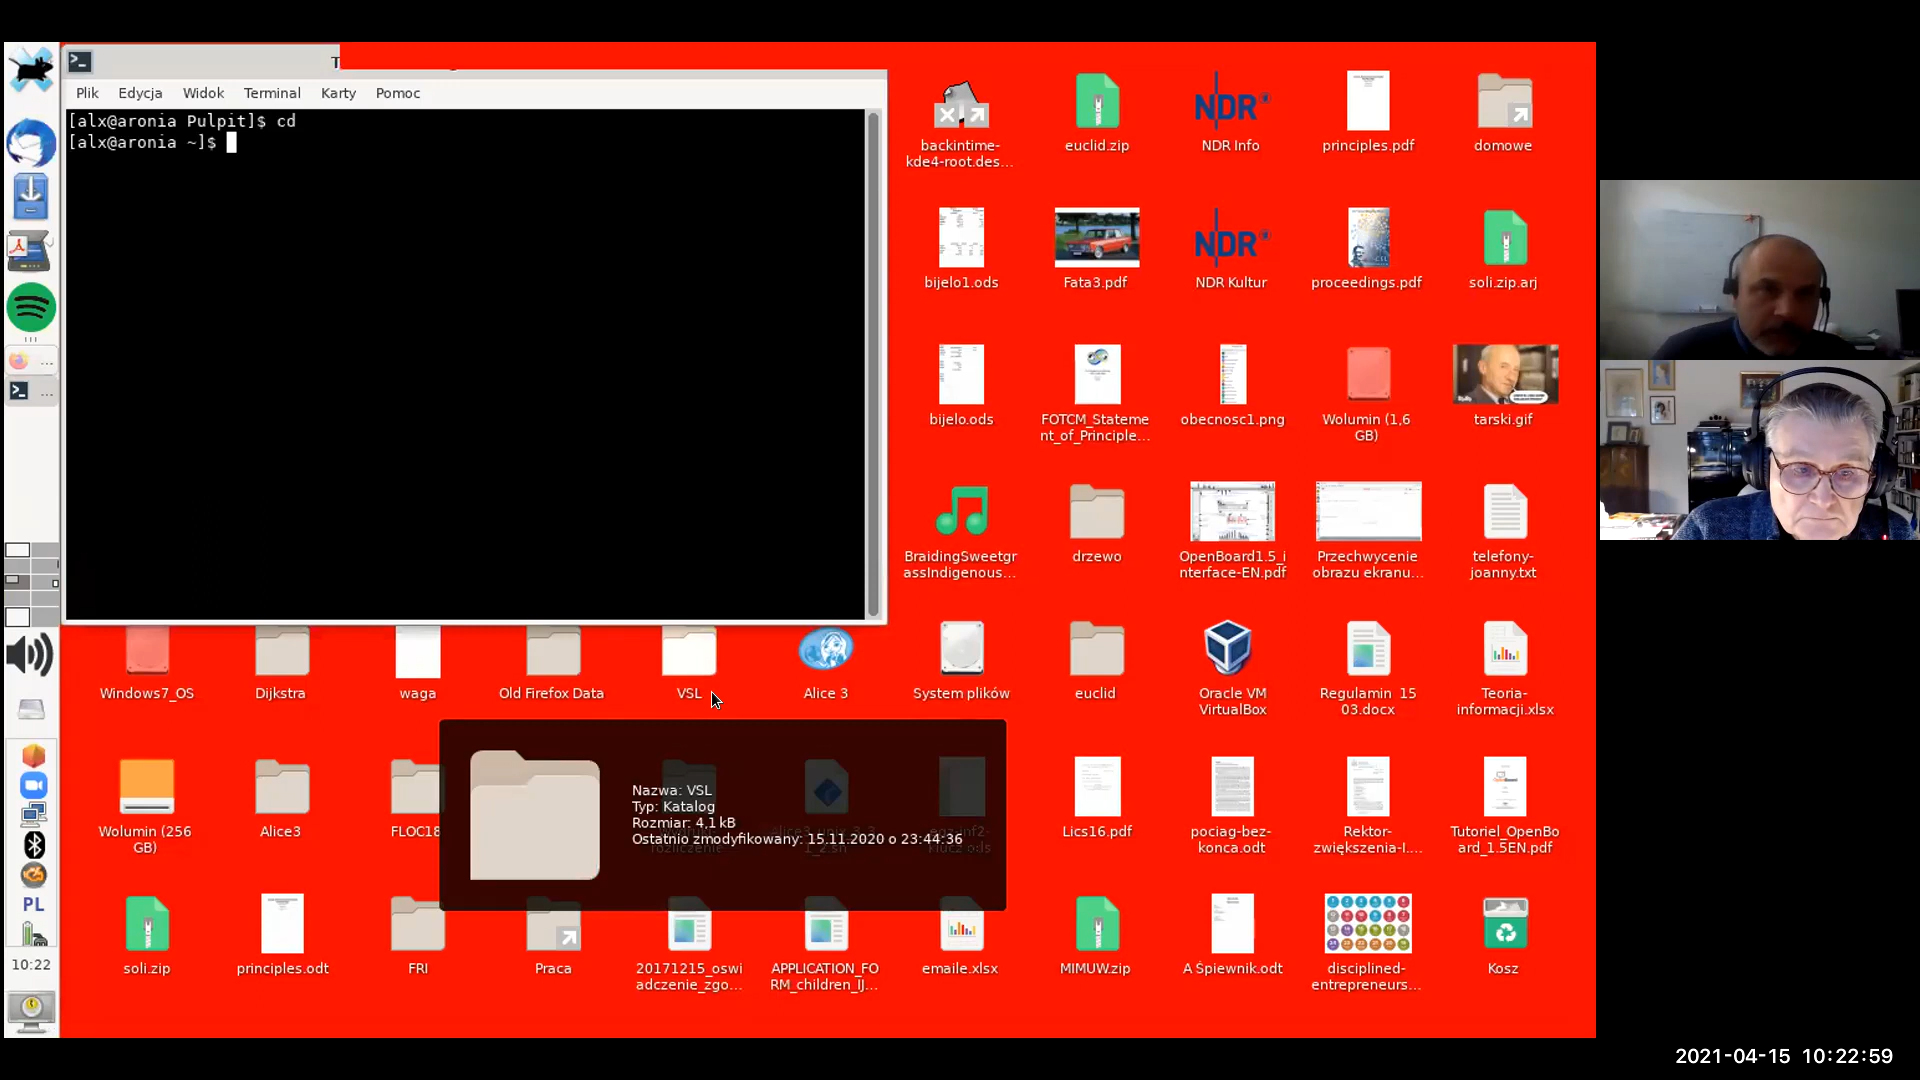 T
Plik Edycja Widok Terminal Karty Pomoc
[alx@aronia Pulpit]$ cd
[alx@aronia ~]$
backintime-
kde4-root.des...
euclid.zip
NDR
NDR Info
principles.pdf
domowe
bijelo1.ods
Fata3.pdf
NDR
NDR Kultur
proceedings.pdf
soli.zip.arj
bijelo.ods
FOTCM_Stateme
nt_of_Principle...
obecnosc1.png
Wolumin (1,6
GB)
tarski.gif
BraidingSweetgr
assIndigenous...
drzewo
OpenBoard1.5_i
nterface-EN.pdf
Przechwycenie
obrazu ekranu...
telefony-
joanny.txt
Windows7_OS
Dijkstra
waga
Old Firefox Data
VSL
Alice 3
System plików
euclid
Oracle VM
VirtualBox
Regulamin 15
03.docx
Teoria-
informacji.xlsx
Wolumin (256
GB)
Alice3
FLOC18
Nazwa: VSL
Typ: Katalog
Rozmiar: 4,1 kB
Ostatnio zmodyfikowany: 15.11.2020 o 23:44:36
Lics16.pdf
pociag-bez-
konca.odt
Rektor-
zwiększenia-l....
Tutoriel_OpenBo
ard_1.5EN.pdf
soli.zip
principles.odt
FRI
Praca
20171215_oswi
adczenie_zgo...
APPLICATION_FO
RM_children_IJ...
emaile.xlsx
MIMUW.zip
A Śpiewnik.odt
disciplined-
entrepreneurs...
Kosz
PL
10:22
2021-04-15 10:22:59